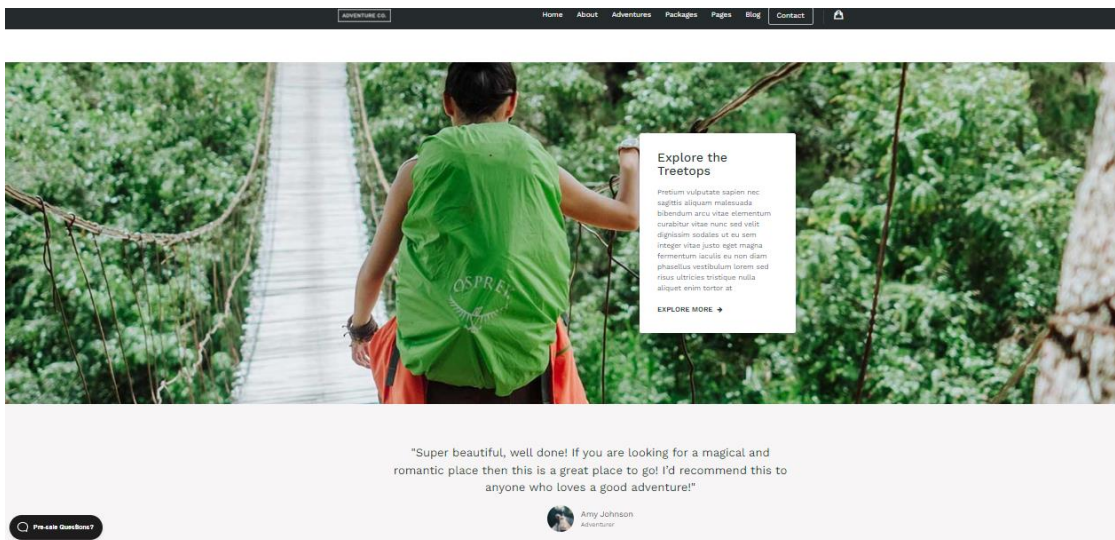 ADVENTURE CO.
Home About Adventures Packages Pages Blog Contact
OSPREY
Explore the
Treetops
Pretium vulputate sapien nec
sagittis aliquam malesuada
bibendum arcu vitae elementum
curabitur vitae nunc sed velit
dignissim sodales ut eu sem
integer vitae justo eget magna
fermentum iaculis eu non diam
phasellus vestibulum lorem sed
risus ultricies tristique nulla
aliquet enim tortor at
EXPLORE MORE →
"Super beautiful, well done! If you are looking for a magical and
romantic place then this is a great place to go! I'd recommend this to
anyone who loves a good adventure!"
Amy Johnson
Adventurer
Pre-sale Questions?